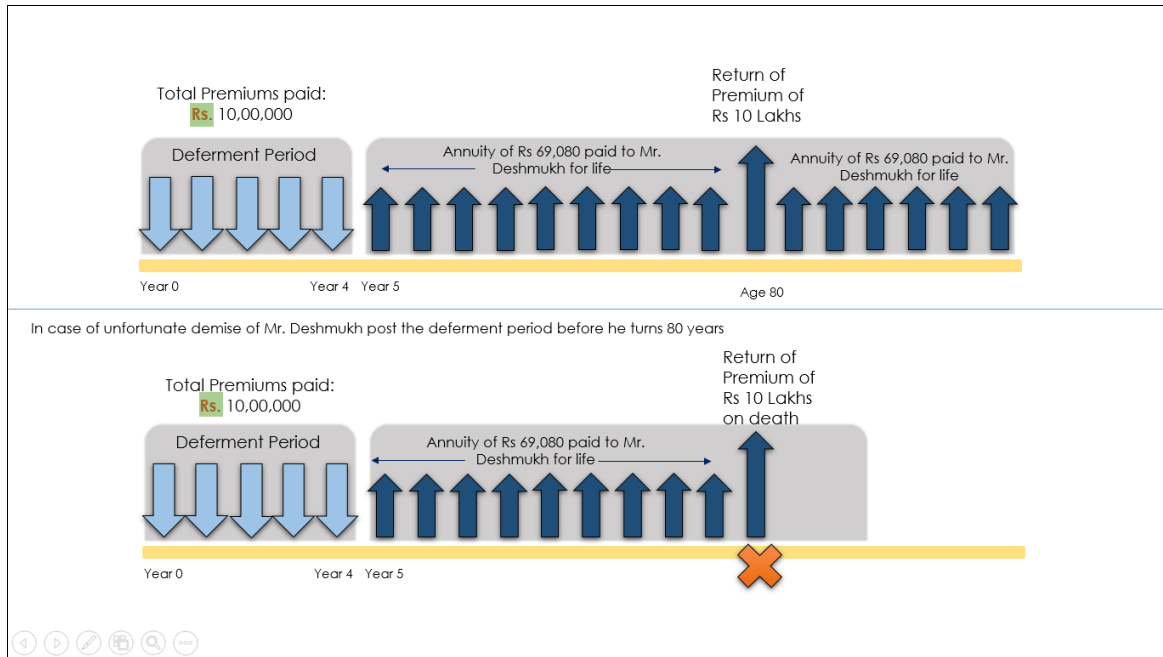 Return of
Premium of
Rs 10 Lakhs
Total Premiums paid:
Rs. 10,00,000
Deferment Period
Annuity of Rs 69,080 paid to Mr.
Deshmukh for life
Annuity of Rs 69,080 paid to Mr.
Deshmukh for life
Year 0
Year 4
Year 5
Age 80
In case of unfortunate demise of Mr. Deshmukh post the deferment period before he turns 80 years
Return of
Premium of
Rs 10 Lakhs
on death
Total Premiums paid:
Rs. 10,00,000
Deferment Period
Annuity of Rs 69,080 paid to Mr.
Deshmukh for life
Year 0
Year 4
Year 5